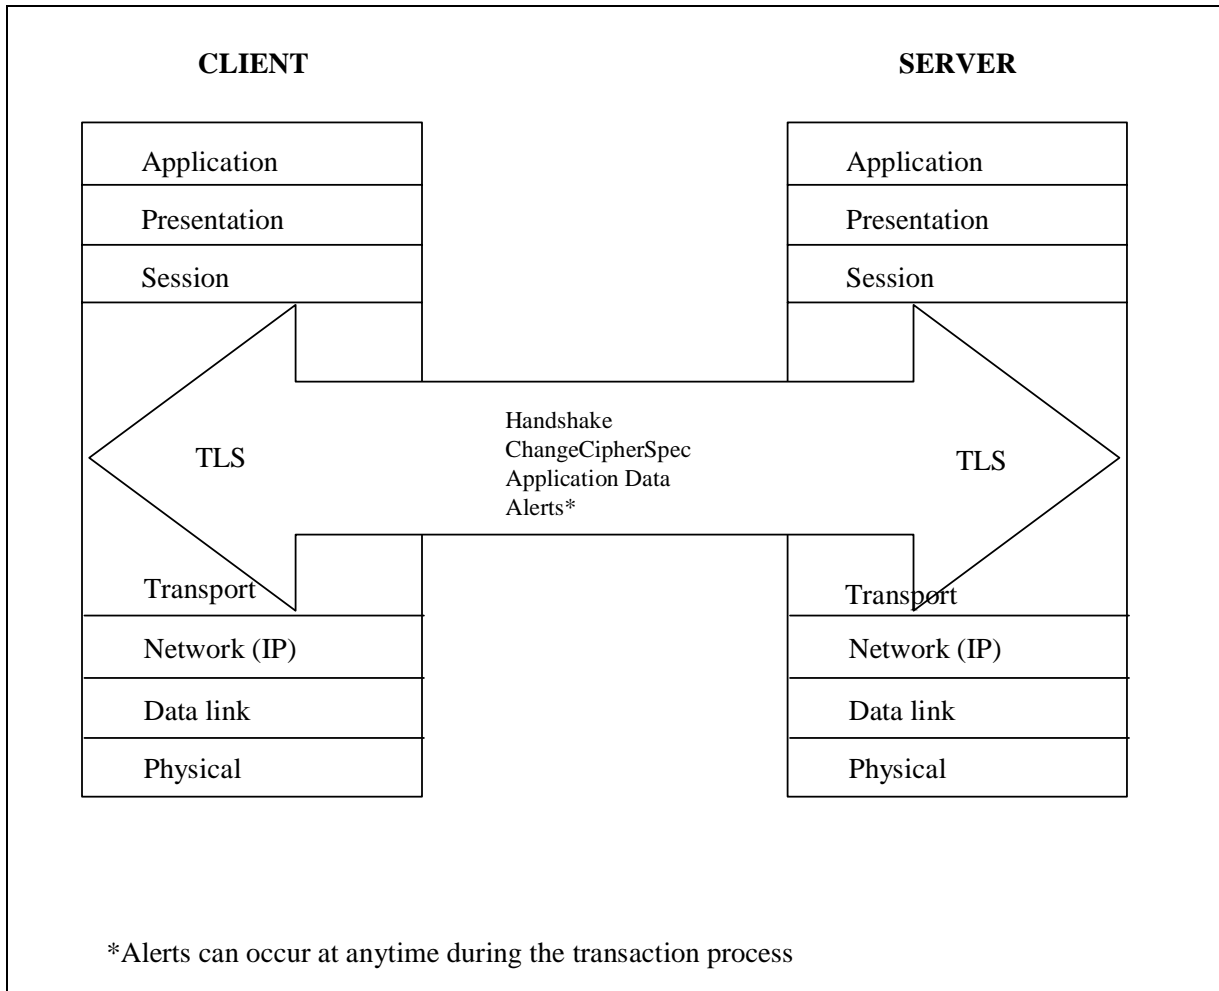 CLIENT
SERVER
Application
Presentation
Session
TLS
Transport
Network (IP)
Data link
Physical
Handshake
ChangeCipherSpec
Application Data
Alerts*
Application
Presentation
Session
TLS
Transport
Network (IP)
Data link
Physical
*Alerts can occur at anytime during the transaction process